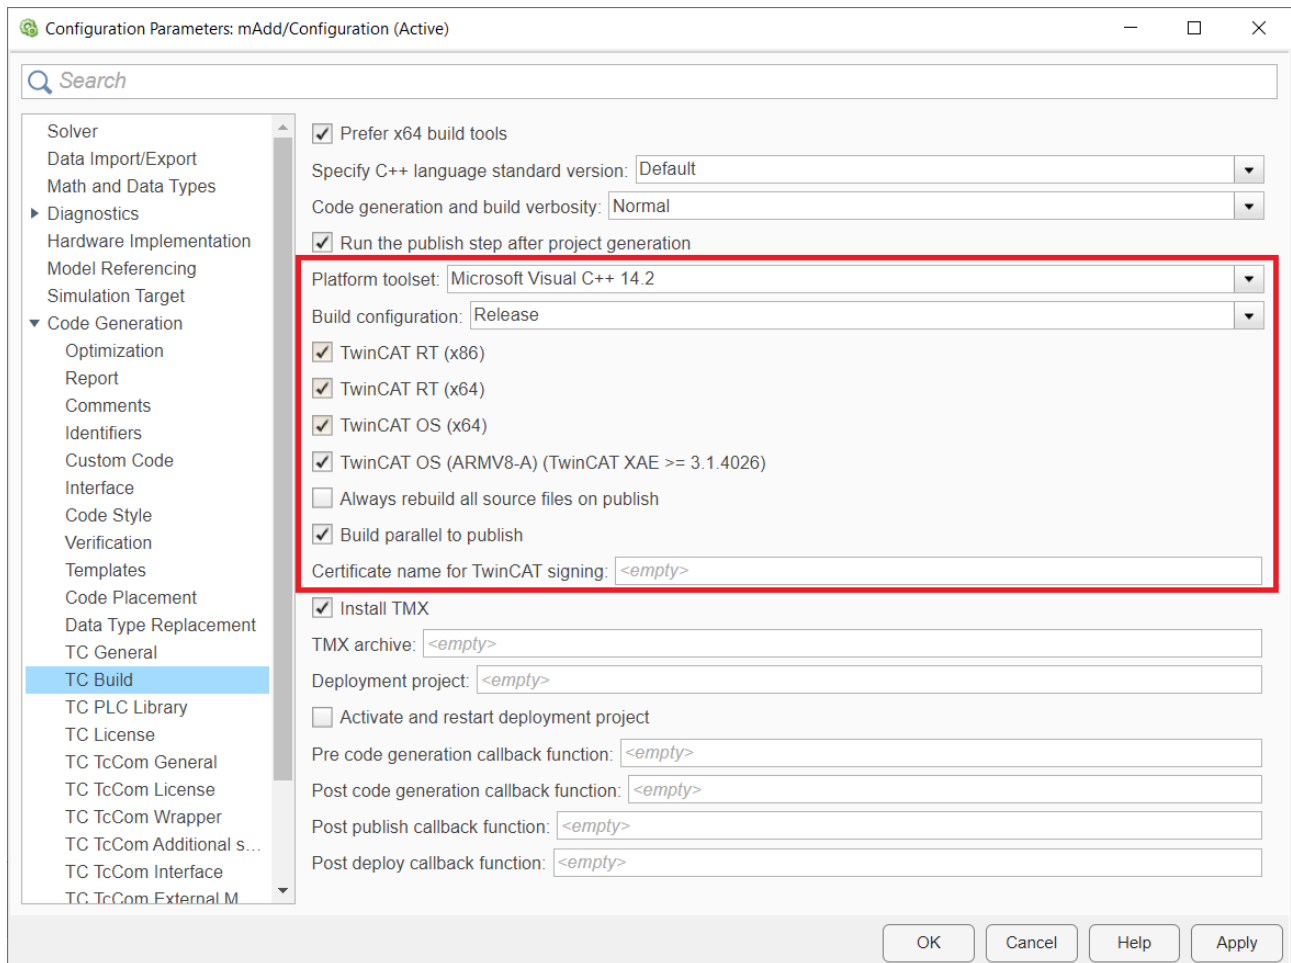 Configuration Parameters: mAdd/Configuration (Active)
Search
Solver
Data Import/Export
Math and Data Types
Diagnostics
Hardware Implementation
Model Referencing
Simulation Target
Code Generation
Optimization
Report
Comments
Identifiers
Custom Code
Interface
Code Style
Verification
Templates
Code Placement
Data Type Replacement
TC General
TC Build
TC PLC Library
TC License
TC TcCom General
TC TcCom License
TC TcCom Wrapper
TC TcCom Additional s...
TC TcCom Interface
TC TcCom External M
Prefer x64 build tools
Specify C++ language standard version: Default
Code generation and build verbosity: Normal
Run the publish step after project generation
Platform toolset: Microsoft Visual C++ 14.2
Build configuration: Release
TwinCAT RT (x86)
TwinCAT RT (x64)
TwinCAT OS (x64)
TwinCAT OS (ARMV8-A) (TwinCAT XAE >= 3.1.4026)
Always rebuild all source files on publish
Build parallel to publish
Certificate name for TwinCAT signing: <empty>
Install TMX
TMX archive: <empty>
Deployment project: <empty>
Activate and restart deployment project
Pre code generation callback function: <empty>
Post code generation callback function: <empty>
Post publish callback function: <empty>
Post deploy callback function: <empty>
OK Cancel Help Apply